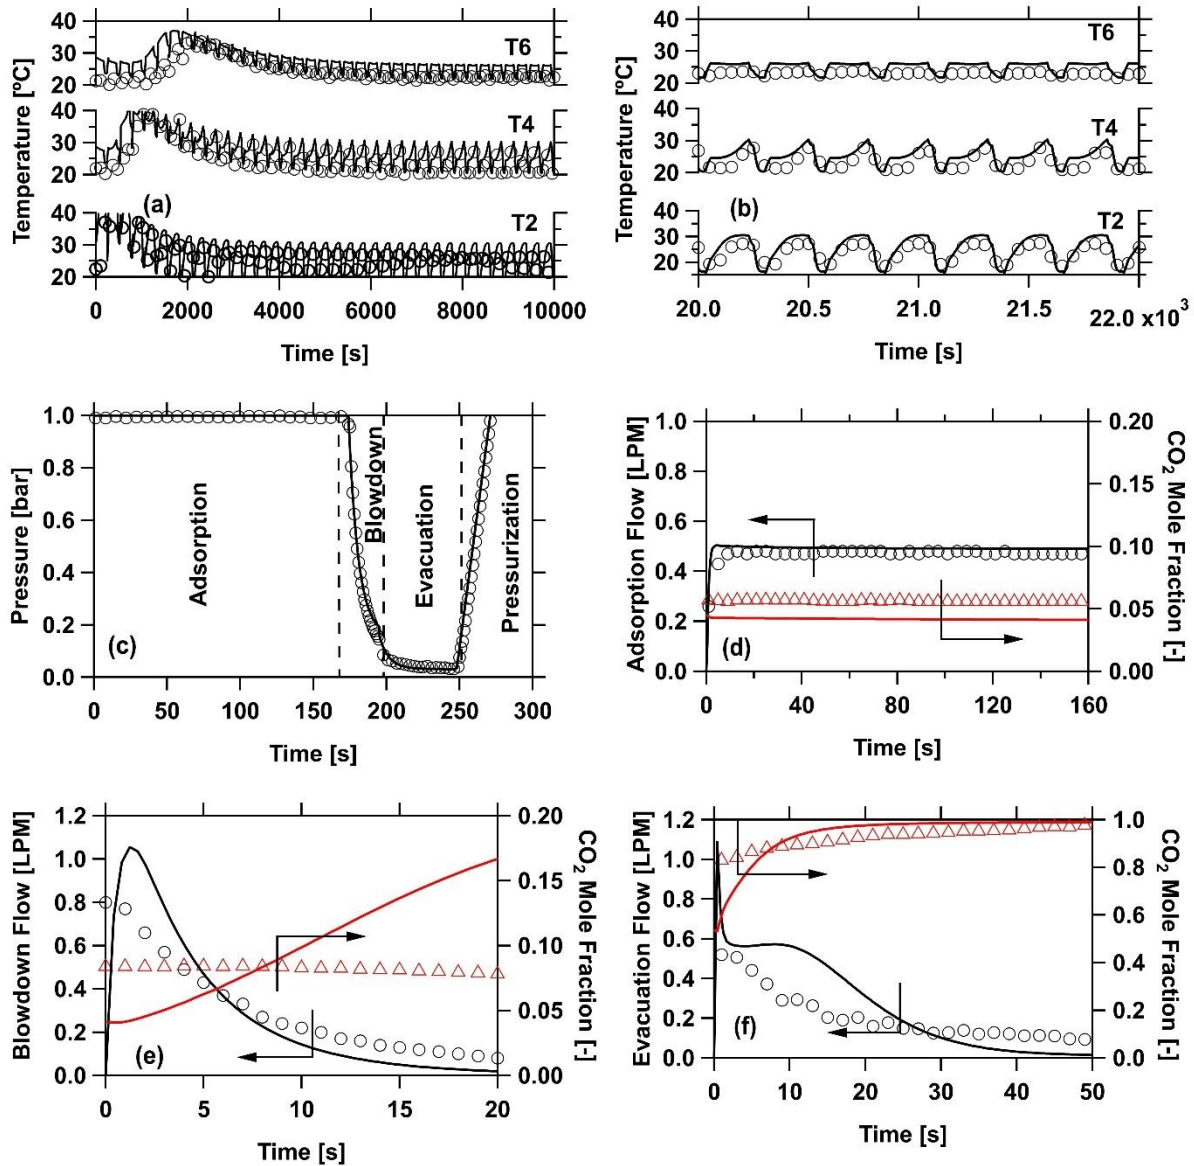 40
T6
30
20
40
T4
30
20
(a)
40
T2
30
20
Temperature [ºC]
0 2000 4000 6000 8000 10000
Time [s]
40
T6
30
20
40
T4
30
20
(b)
40
T2
30
20
Temperature [ºC]
20.0 20.5 21.0 21.5 22.0 x10³
Time [s]
1.0
0.8
0.6
0.4
0.2
0.0
Pressure [bar]
Adsorption
Blowdown
Evacuation
Pressurization
(c)
0 50 100 150 200 250 300
Time [s]
1.0
0.8
0.6
0.4
0.2
0.0
Adsorption Flow [LPM]
0.20
0.15
0.10
0.05
0.00
CO₂ Mole Fraction [-]
(d)
0 40 80 120 160
Time [s]
1.2
1.0
0.8
0.6
0.4
0.2
0.0
Blowdown Flow [LPM]
0.20
0.15
0.10
0.05
0.00
CO₂ Mole Fraction [-]
(e)
0 5 10 15 20
Time [s]
1.2
1.0
0.8
0.6
0.4
0.2
0.0
Evacuation Flow [LPM]
1.0
0.8
0.6
0.4
0.2
0.0
CO₂ Mole Fraction [-]
(f)
0 10 20 30 40 50
Time [s]